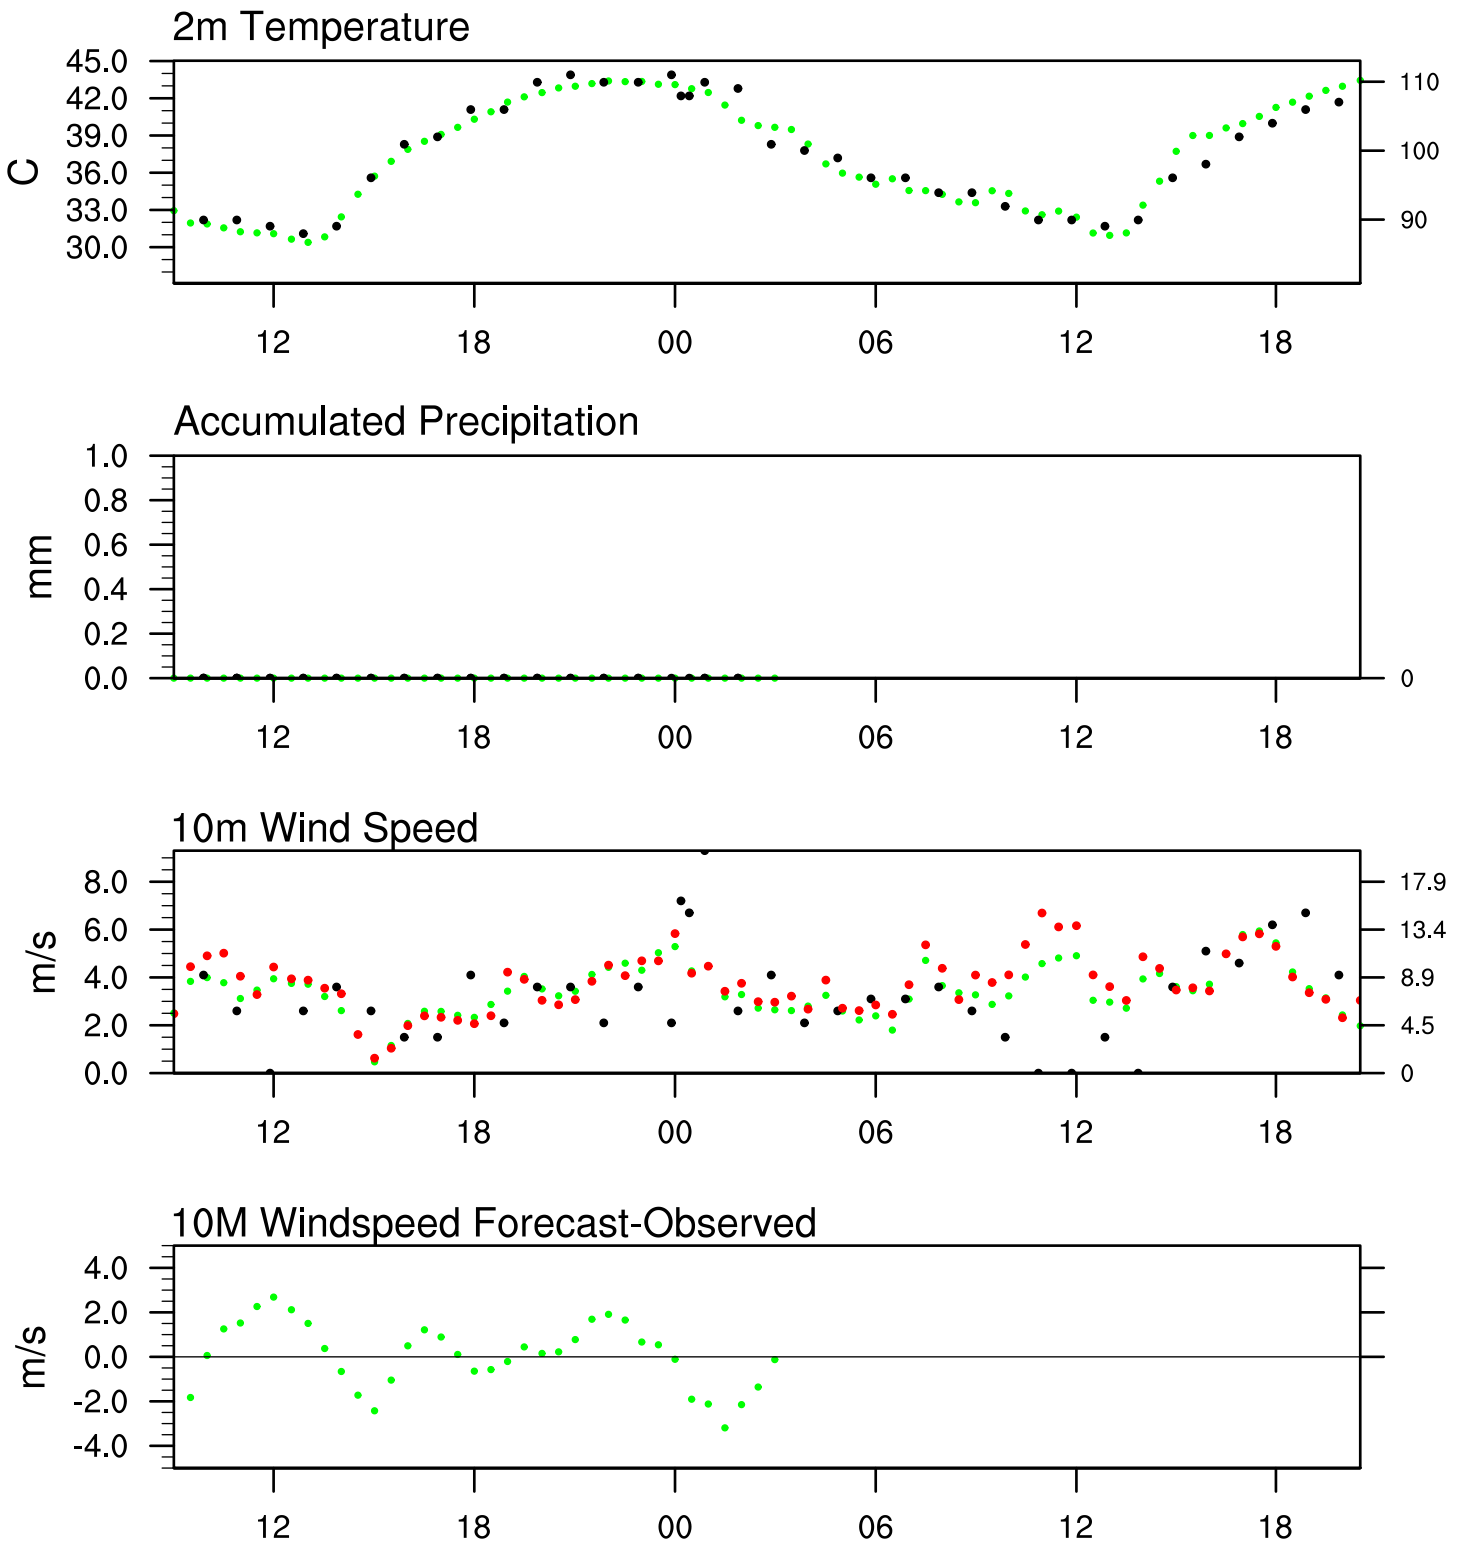 2m Temperature
45.0
42.0
39.0
36.0
33.0
30.0
C
110
100
90
12 18 00 06 12 18
Accumulated Precipitation
1.0
0.8
0.6
0.4
0.2
0.0
mm
0
12 18 00 06 12 18
10m Wind Speed
8.0
6.0
4.0
2.0
0.0
m/s
17.9
13.4
8.9
4.5
0
12 18 00 06 12 18
10M Windspeed Forecast-Observed
4.0
2.0
0.0
-2.0
-4.0
m/s
12 18 00 06 12 18